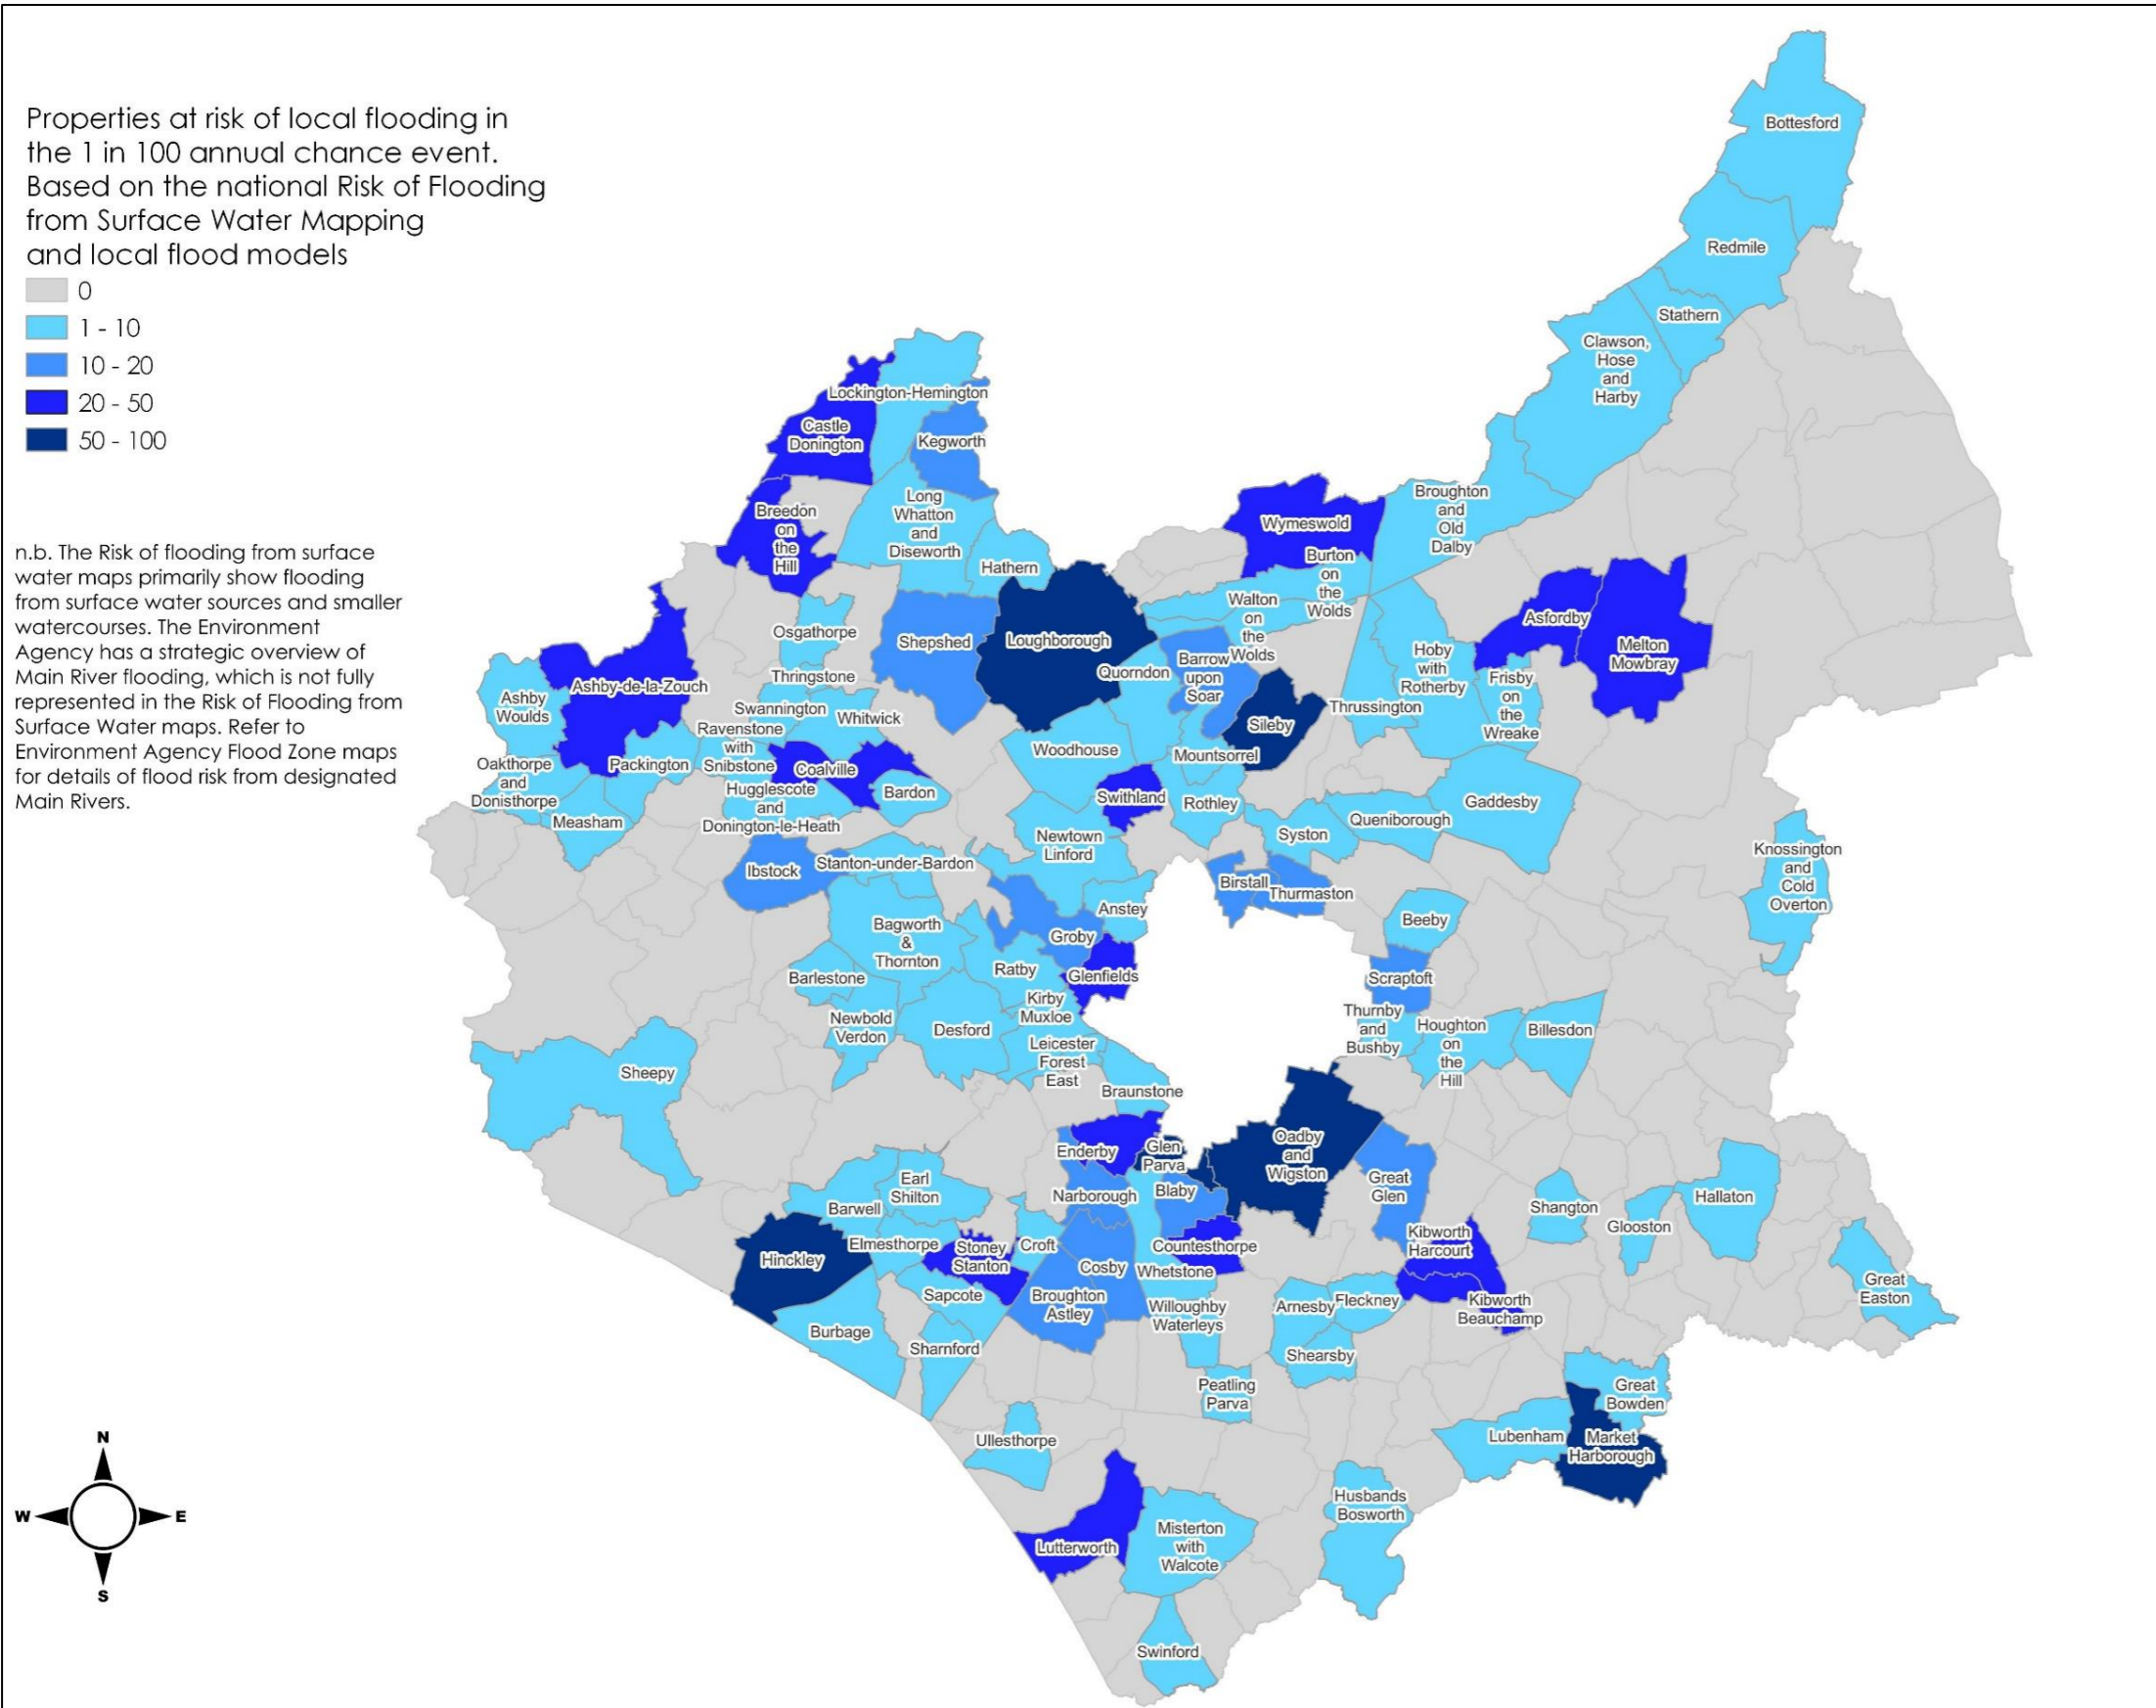 Properties at risk of local flooding in
the 1 in 100 annual chance event.
Based on the national Risk of Flooding
from Surface Water Mapping
and local flood models
0
1 - 10
10 - 20
20 - 50
50 - 100
n.b. The Risk of flooding from surface
water maps primarily show flooding
from surface water sources and smaller
watercourses. The Environment
Agency has a strategic overview of
Main River flooding, which is not fully
represented in the Risk of Flooding from
Surface Water maps. Refer to
Environment Agency Flood Zone maps
for details of flood risk from designated
Main Rivers.
N
W
E
S
Bottesford
Redmile
Stathern
Clawson,
Hose
and
Harby
Lockington-Hemington
Castle
Donington
Kegworth
Breedon
on
the
Hill
Long
Whatton
and
Diseworth
Hathern
Wymeswold
Broughton
and
Old
Dalby
Burton
on
the
Wolds
Walton
on
the
Wolds
Osgathorpe
Shepshed
Loughborough
Asfordby
Melton
Mowbray
Hoby
with
Rotherby
Frisby
on
the
Wreake
Thrussington
Quorndon
Barrow
upon
Soar
Sileby
Thringstone
Ashby-de-la-Zouch
Ashby
Woulds
Swannington
Whitwick
Ravenstone
with
Snibstone
Coalville
Packington
Oakthorpe
and
Donisthorpe
Measham
Hugglescote
and
Donington-le-Heath
Bardon
Woodhouse
Mountsorrel
Swithland
Rothley
Newtown
Linford
Syston
Queniborough
Gaddesby
Knossington
and
Cold
Overton
Ibstock
Stanton-under-Bardon
Birstall
Thurmaston
Anstey
Groby
Beeby
Bagworth
&
Thornton
Barlestone
Ratby
Glenfields
Scraptoft
Kirby
Muxloe
Newbold
Verdon
Desford
Leicester
Forest
East
Thurnby
and
Bushby
Houghton
on
the
Hill
Billesdon
Sheepy
Braunstone
Enderby
Glen
Parva
Oadby
and
Wigston
Great
Glen
Narborough
Blaby
Earl
Shilton
Barwell
Shangton
Glooston
Hallaton
Hinckley
Elmesthorpe
Stoney
Stanton
Croft
Cosby
Countesthorpe
Whetstone
Kibworth
Harcourt
Kibworth
Beauchamp
Great
Easton
Sapcote
Broughton
Astley
Willoughby
Waterleys
Arnesby
Fleckney
Burbage
Sharnford
Shearsby
Peatling
Parva
Great
Bowden
Ullesthorpe
Lubenham
Market
Harborough
Husbands
Bosworth
Lutterworth
Misterton
with
Walcote
Swinford